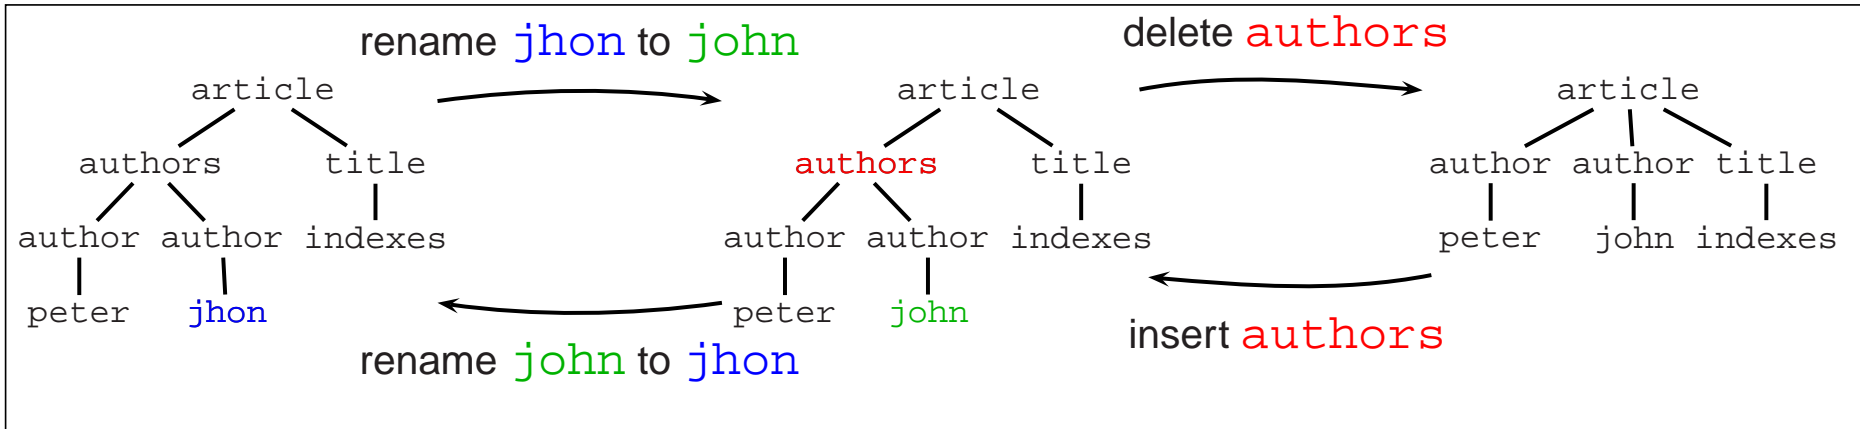 rename jhon to john
delete authors
article
article
article
authors title
authors title
author author title
author author indexes
author author indexes
peter john indexes
peter jhon
peter john
rename john to jhon
insert authors